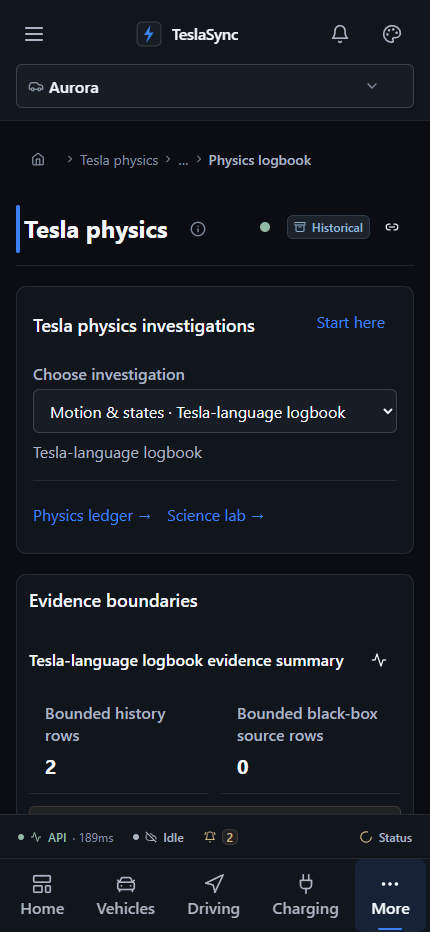 TeslaSync
Aurora
Tesla physics
...
Physics logbook
Tesla physics
Historical
Tesla physics investigations
Start here
Choose investigation
Motion & states · Tesla-language logbook
Tesla-language logbook
Physics ledger →
Science lab →
Evidence boundaries
Tesla-language logbook evidence summary
Bounded history
rows
2
Bounded black-box
source rows
0
API · 189ms
Idle
2
Status
Home
Vehicles
Driving
Charging
More